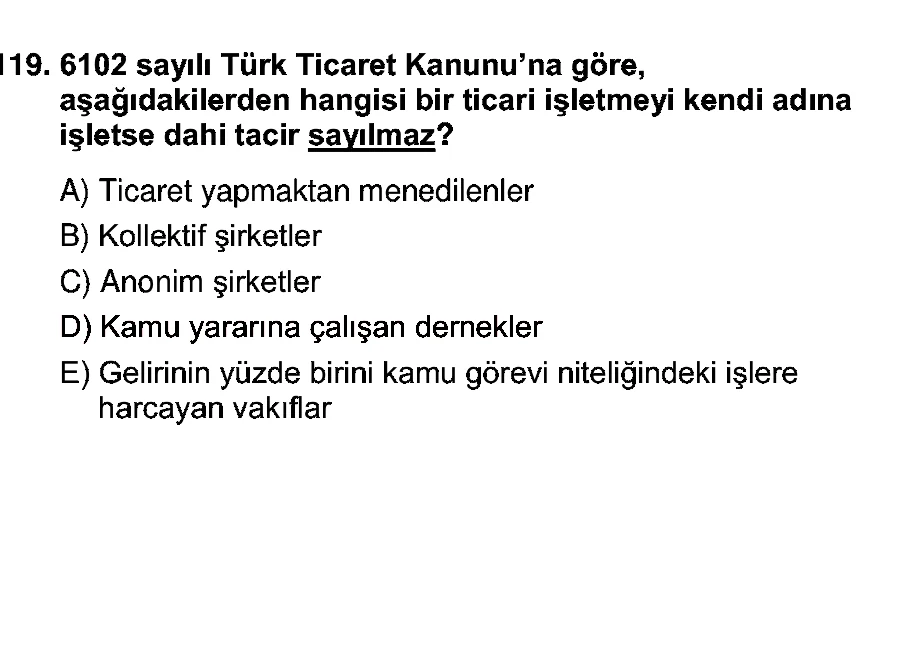 119. 6102 sayılı Türk Ticaret Kanunu’na göre,
aşağıdakilerden hangisi bir ticari işletmeyi kendi adına
işletse dahi tacir sayılmaz?
A) Ticaret yapmaktan menedilenler
B) Kollektif şirketler
C) Anonim şirketler
D) Kamu yararına çalışan dernekler
E) Gelirinin yüzde birini kamu görevi niteliğindeki işlere
harcayan vakıflar